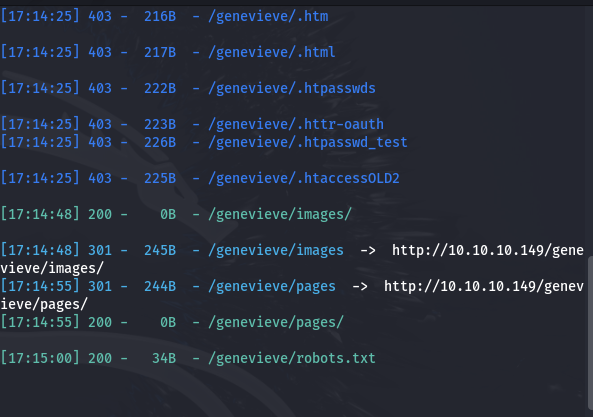 [17:14:25] 403 -  216B  - /genevieve/.htm
[17:14:25] 403 -  217B  - /genevieve/.html
[17:14:25] 403 -  222B  - /genevieve/.htpasswds
[17:14:25] 403 -  223B  - /genevieve/.httr-oauth
[17:14:25] 403 -  226B  - /genevieve/.htpasswd_test
[17:14:25] 403 -  225B  - /genevieve/.htaccessOLD2
[17:14:48] 200 -    0B  - /genevieve/images/
[17:14:48] 301 -  245B  - /genevieve/images  ->  http://10.10.10.149/gene
vieve/images/
[17:14:55] 301 -  244B  - /genevieve/pages  ->  http://10.10.10.149/genev
ieve/pages/
[17:14:55] 200 -    0B  - /genevieve/pages/
[17:15:00] 200 -   34B  - /genevieve/robots.txt